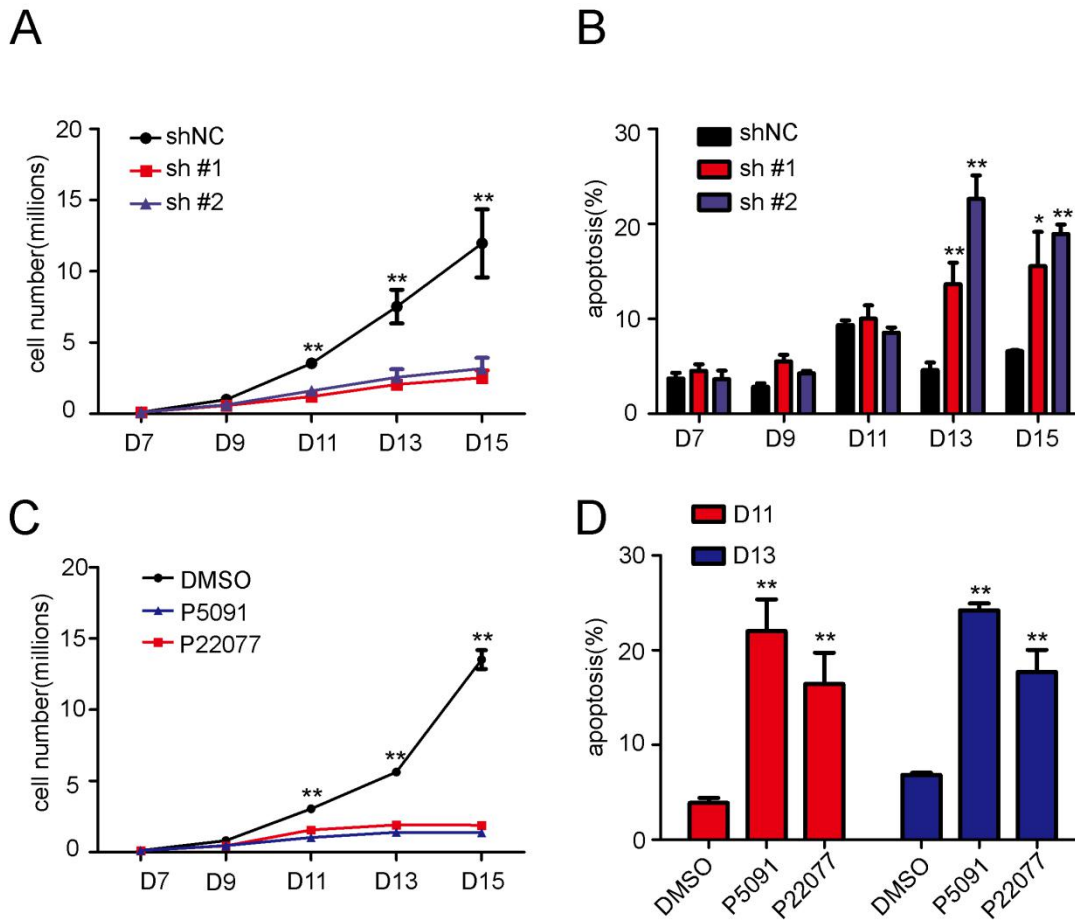 A
cell number(millions)
20
15
10
5
0
shNC
sh #1
sh #2
**
**
**
D7 D9 D11 D13 D15
B
apoptosis(%)
30
20
10
0
shNC
sh #1
sh #2
**
**
*
**
D7 D9 D11 D13 D15
C
cell number(millions)
20
15
10
5
0
DMSO
P5091
P22077
**
**
**
D7 D9 D11 D13 D15
D
D11
D13
apoptosis(%)
30
20
10
0
**
**
**
**
DMSO P5091 P22077 DMSO P5091 P22077